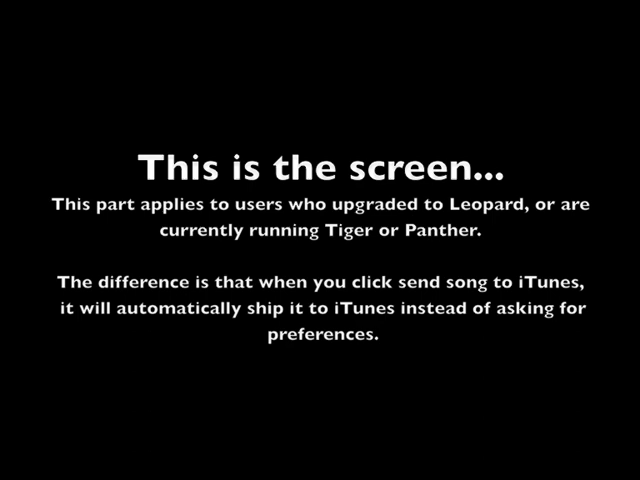 This is the screen...
This part applies to users who upgraded to Leopard, or are
currently running Tiger or Panther.
The difference is that when you click send song to iTunes,
it will automatically ship it to iTunes instead of asking for
preferences.